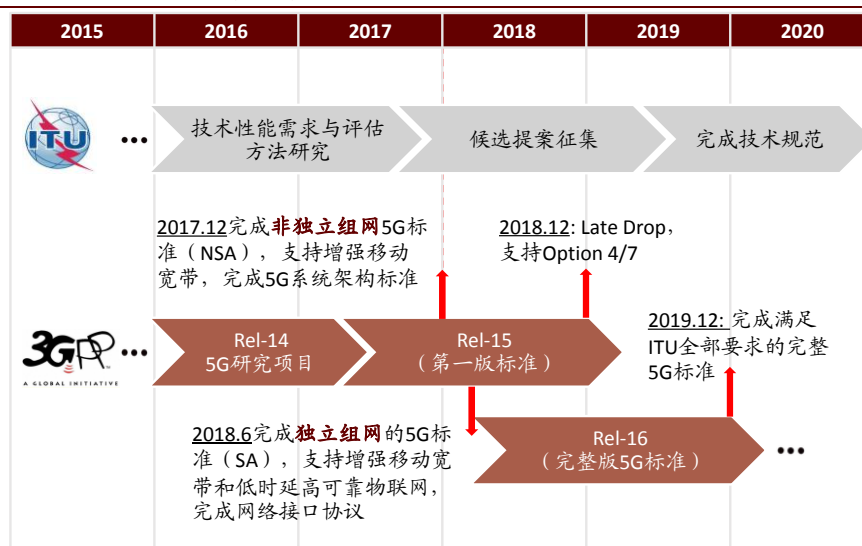 2015 2016 2017 2018 2019 2020
ITU
•••
技术性能需求与评估
方法研究
候选提案征集
完成技术规范
2017.12完成非独立组网5G标
准（NSA），支持增强移动
宽带，完成5G系统架构标准
2018.12: Late Drop，
支持Option 4/7
3GPP
A GLOBAL INITIATIVE
•••
Rel-14
5G研究项目
Rel-15
（第一版标准）
2019.12: 完成满足
ITU全部要求的完整
5G标准
2018.6完成独立组网的5G标
准（SA），支持增强移动宽
带和低时延高可靠物联网，
完成网络接口协议
Rel-16
（完整版5G标准）
•••